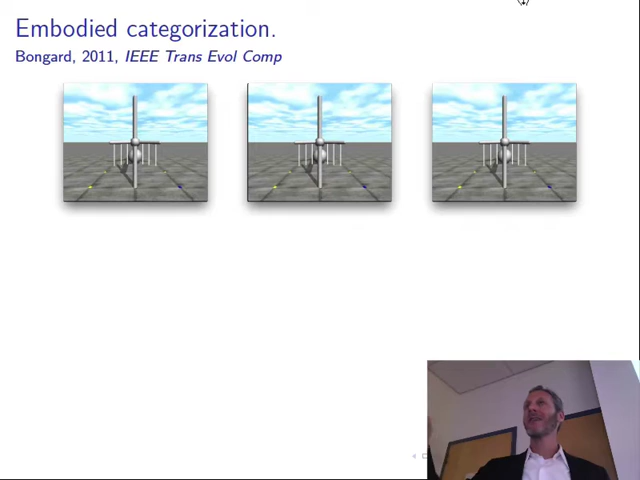 Embodied categorization.
Bongard, 2011, IEEE Trans Evol Comp